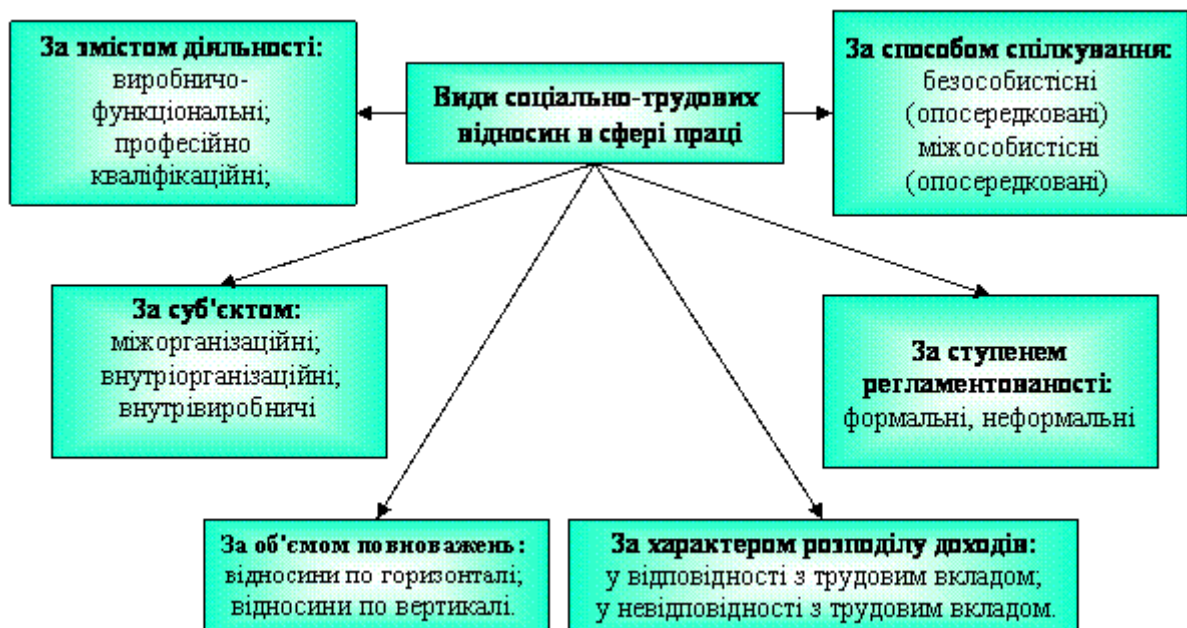 За змістом діяльності:
виробничо-
функціональні;
професійно
кваліфікаційні;
Види соціально-трудових
відносин в сфері праці
За способом спілкування:
безособистісні
(опосередковані)
міжособистісні
(опосередковані)
За суб'єктом:
міжорганізаційні;
внутріорганізаційні;
внутрівиробничі
За ступенем
регламентованості:
формальні, неформальні
За об'ємом повноважень:
відносини по горизонталі;
відносини по вертикалі.
За характером розподілу доходів:
у відповідності з трудовим вкладом;
у невідповідності з трудовим вкладом.